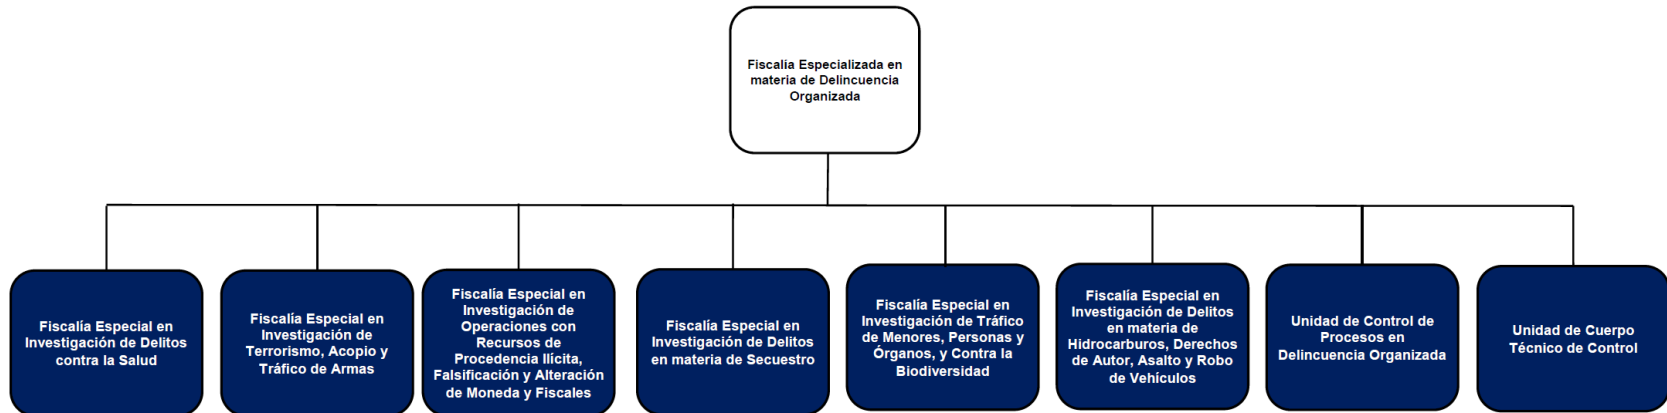 Fiscalía Especializada en
materia de Delincuencia
Organizada
Fiscalía Especial en
Investigación de Delitos
contra la Salud
Fiscalía Especial en
Investigación de
Terrorismo, Acopio y
Tráfico de Armas
Fiscalía Especial en
Investigación de
Operaciones con
Recursos de
Procedencia Ilícita,
Falsificación y Alteración
de Moneda y Fiscales
Fiscalía Especial en
Investigación de Delitos
en materia de Secuestro
Fiscalía Especial en
Investigación de Tráfico
de Menores, Personas y
Órganos, y Contra la
Biodiversidad
Fiscalía Especial en
Investigación de Delitos
en materia de
Hidrocarburos, Derechos
de Autor, Asalto y Robo
de Vehículos
Unidad de Control de
Procesos en
Delincuencia Organizada
Unidad de Cuerpo
Técnico de Control